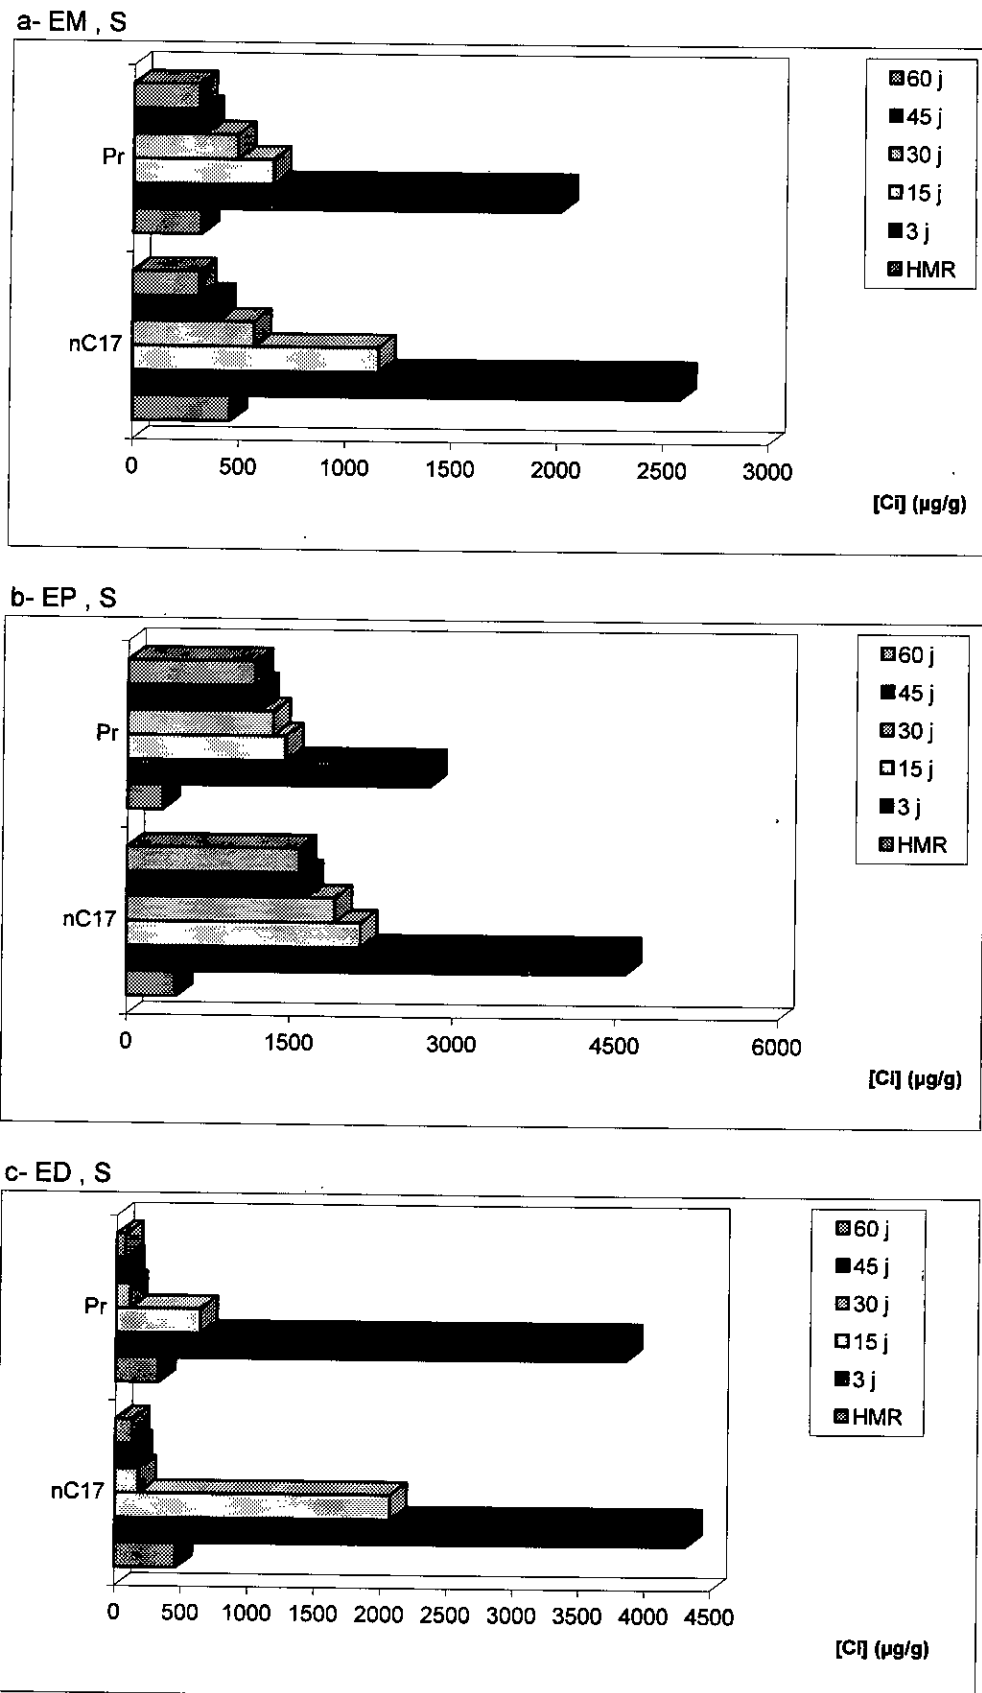 a- EM , S
60 j
45 j
30 j
15 j
3 j
HMR
Pr
nC17
0 500 1000 1500 2000 2500 3000
[Ci] (µg/g)
b- EP , S
60 j
45 j
30 j
15 j
3 j
HMR
Pr
nC17
0 1500 3000 4500 6000
[Ci] (µg/g)
c- ED , S
60 j
45 j
30 j
15 j
3 j
HMR
Pr
nC17
0 500 1000 1500 2000 2500 3000 3500 4000 4500
[Ci] (µg/g)